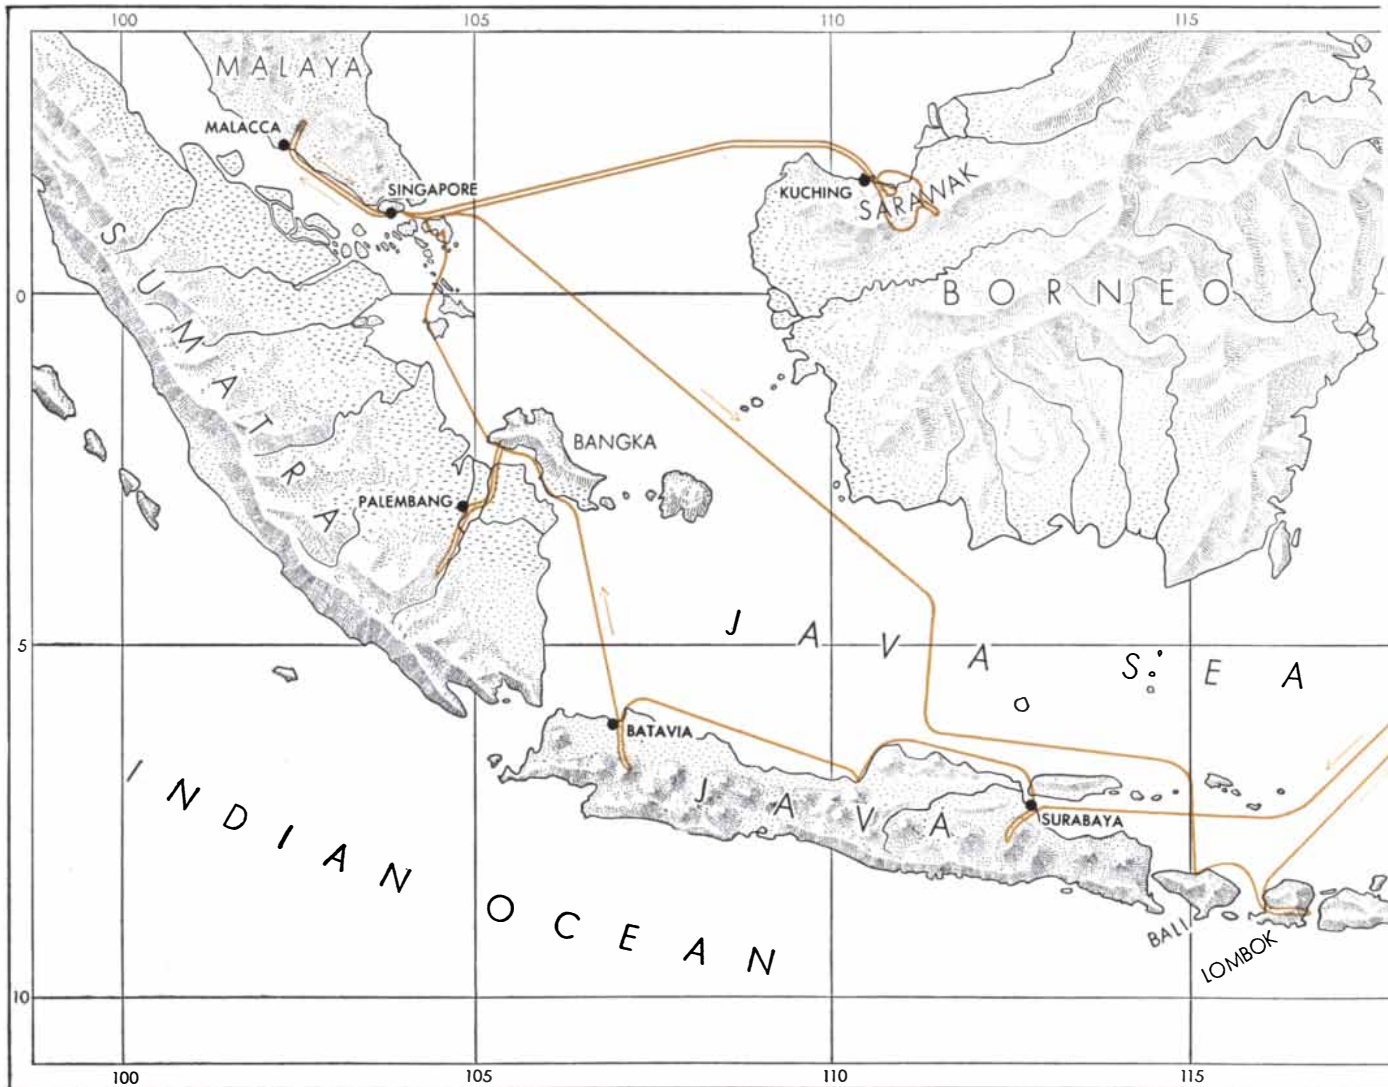 100 105 110 115
MALAYA
MALACCA
SINGAPORE
KUCHING
SARAWAK
SUMATRA
0
BORNEO
BANGKA
PALEMBANG
JAVA SEA
5
BATAVIA
JAVA
SURABAYA
INDIAN OCEAN
BALI
LOMBOK
10
100 105 110 115